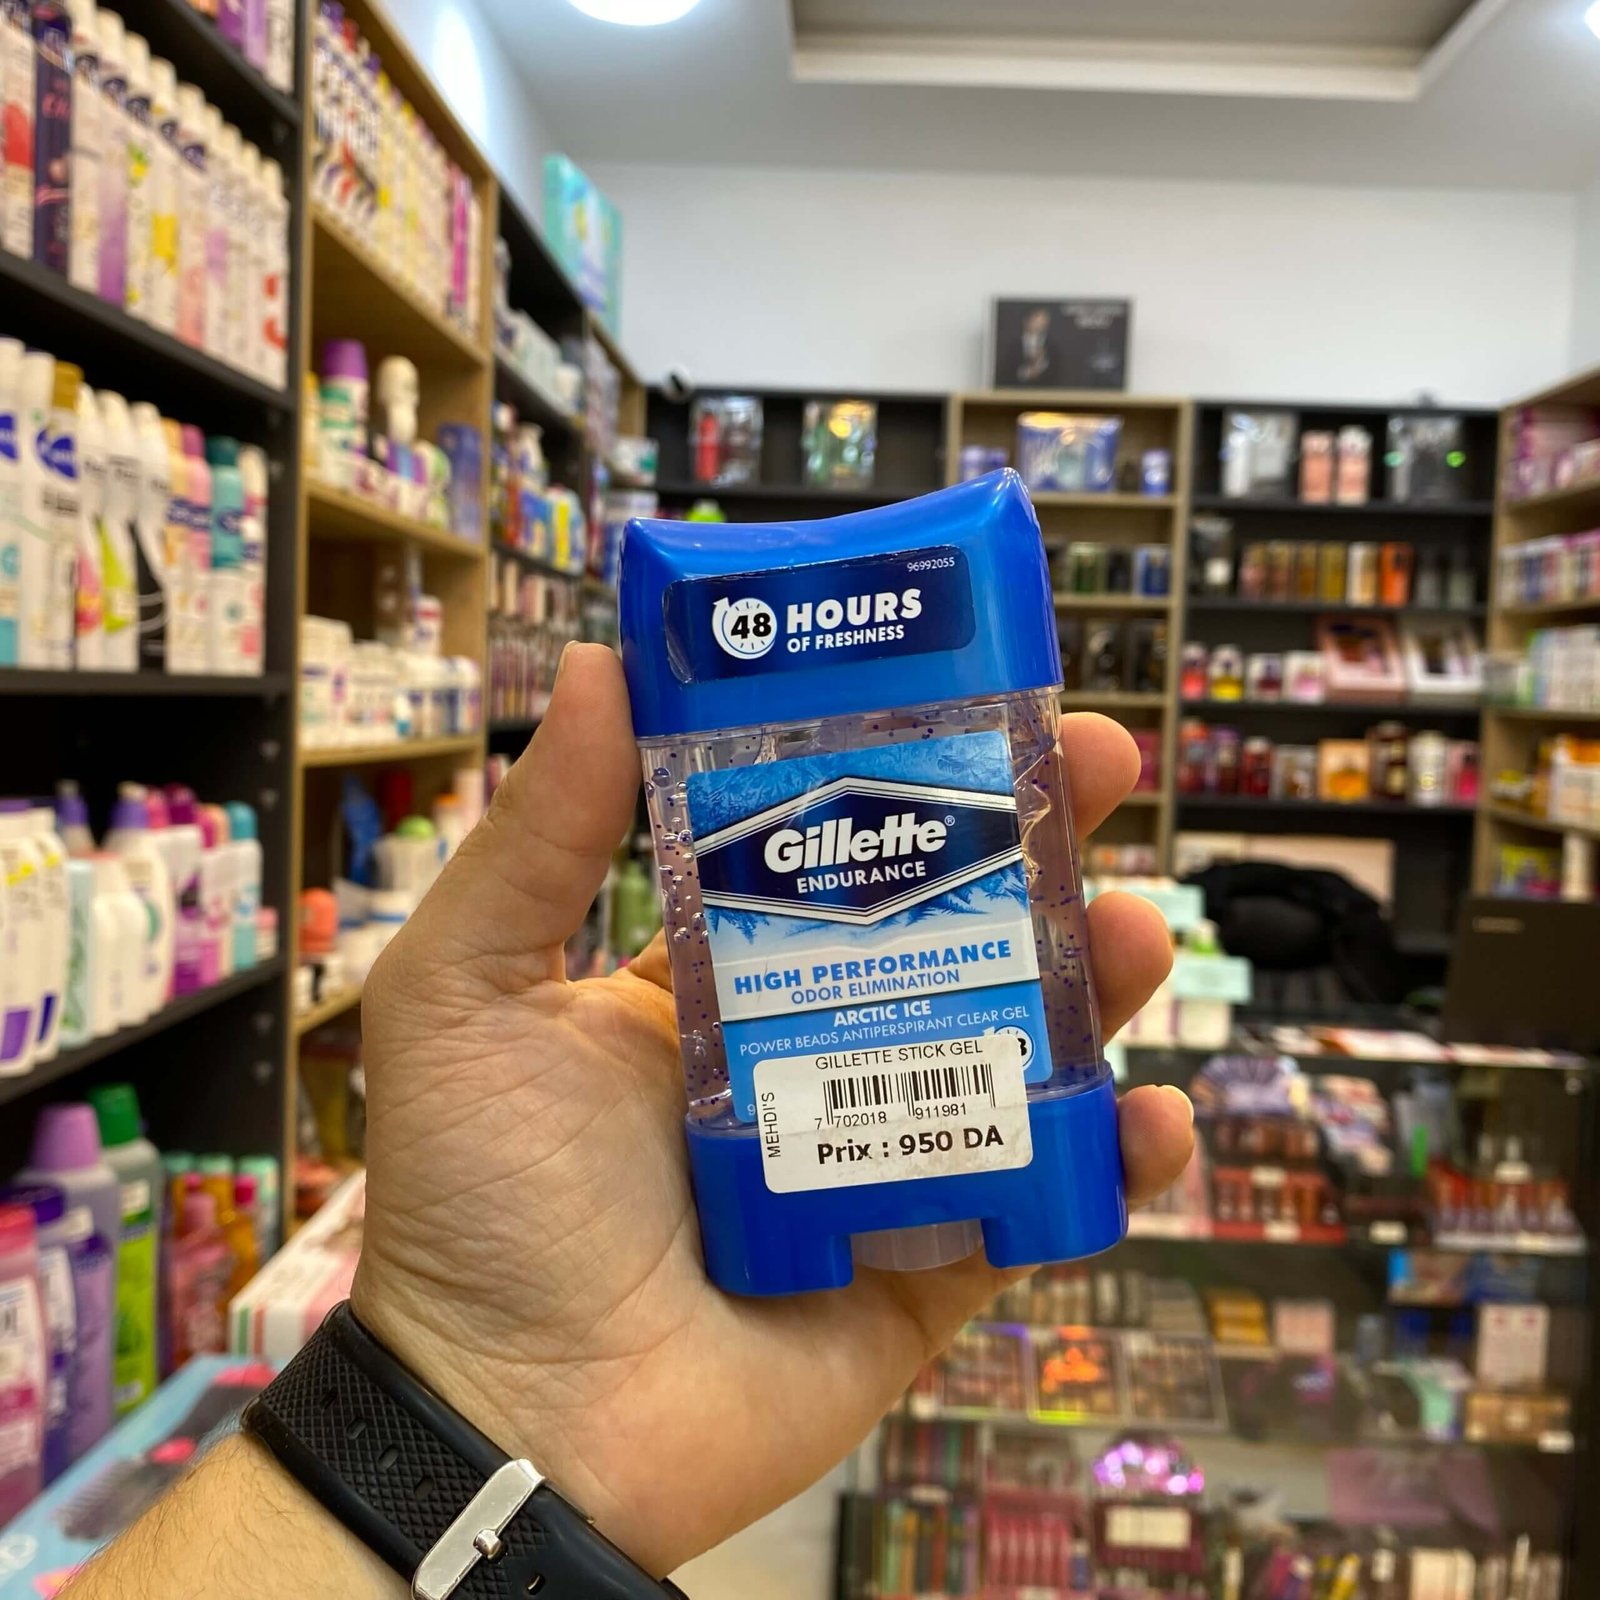 96992055
48 HOURS
OF FRESHNESS
Gillette®
ENDURANCE
HIGH PERFORMANCE
ODOR ELIMINATION
ARCTIC ICE
POWER BEADS ANTIPERSPIRANT CLEAR GEL
GILLETTE STICK GEL
MEHDI'S
7 702018 911981
Prix : 950 DA